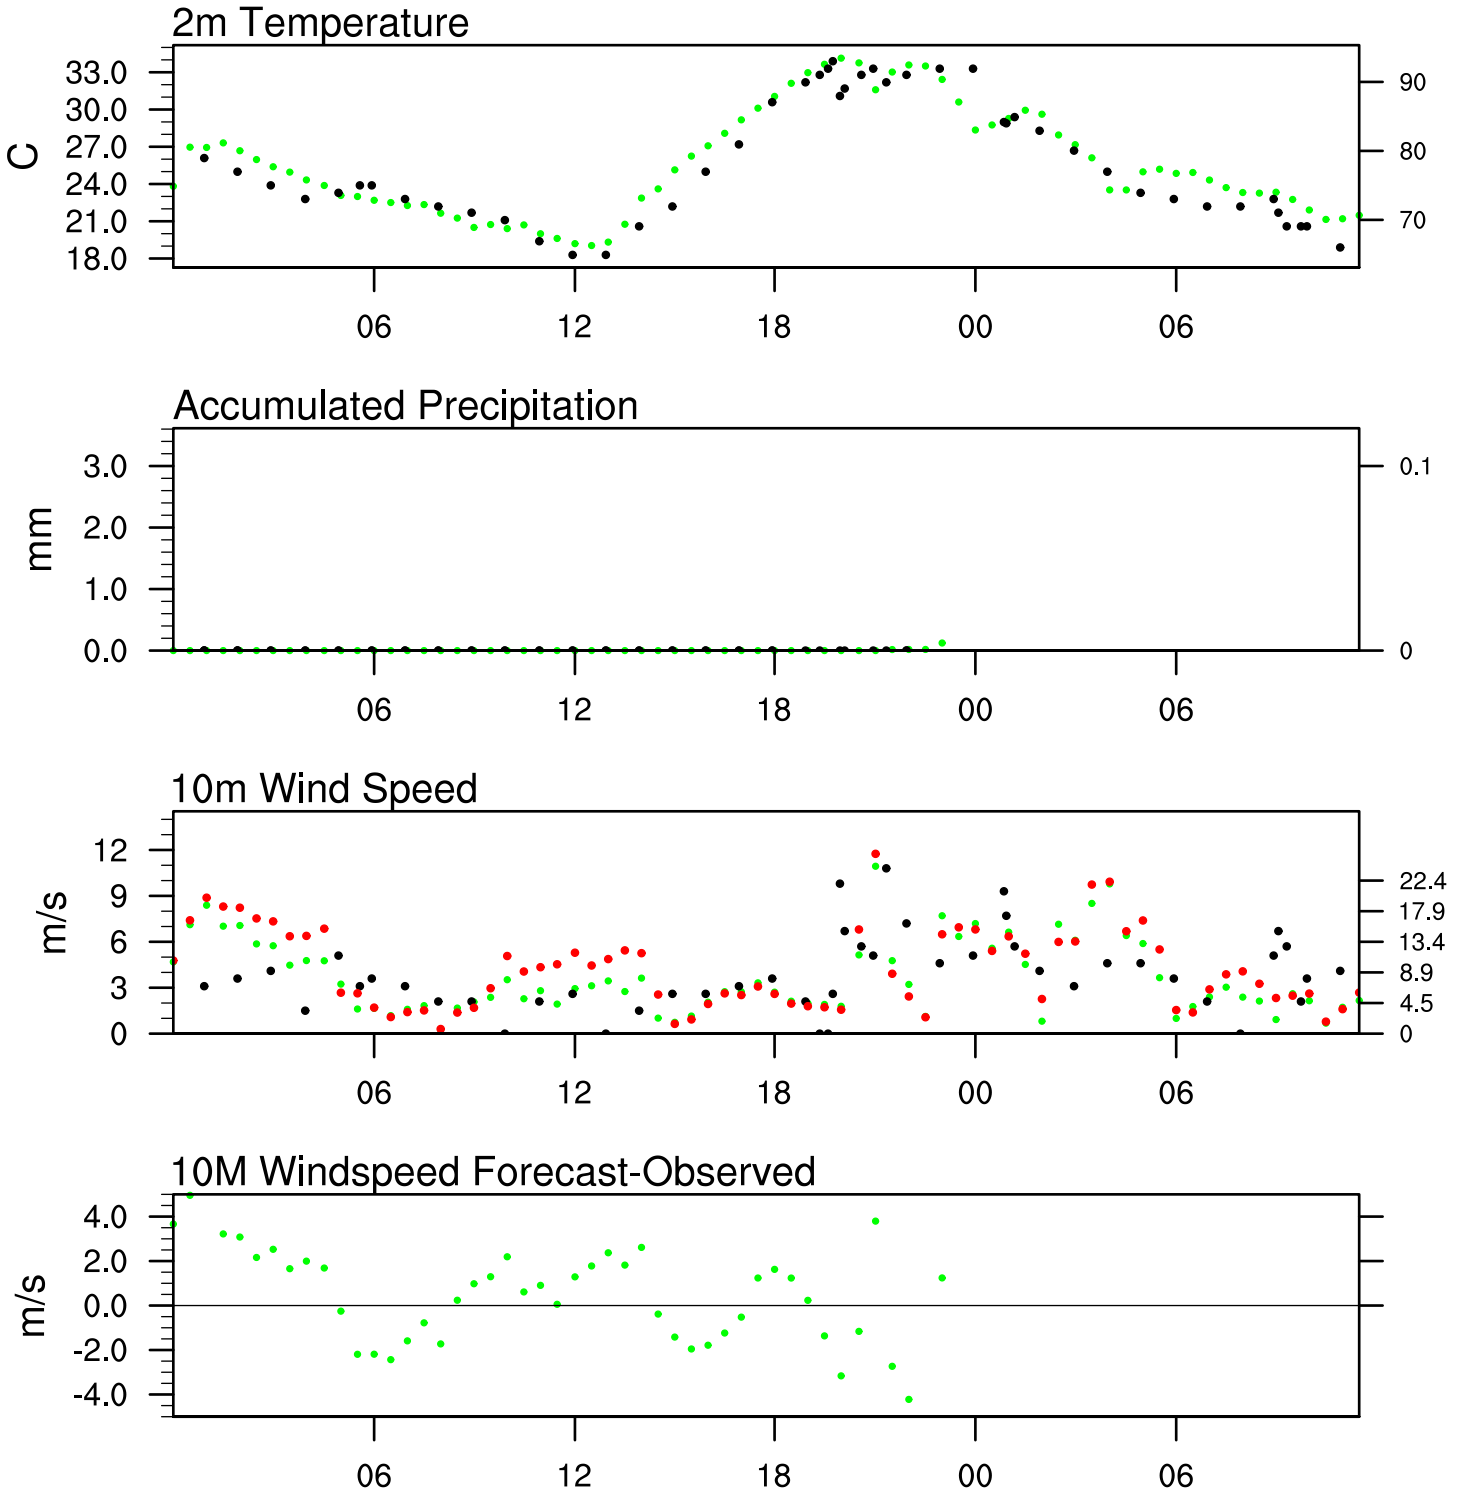 2m Temperature
33.0
30.0
27.0
24.0
21.0
18.0
C
90
80
70
06 12 18 00 06
Accumulated Precipitation
3.0
2.0
1.0
0.0
mm
0.1
0
06 12 18 00 06
10m Wind Speed
12
9
6
3
0
m/s
22.4
17.9
13.4
8.9
4.5
0
06 12 18 00 06
10M Windspeed Forecast-Observed
4.0
2.0
0.0
-2.0
-4.0
m/s
06 12 18 00 06